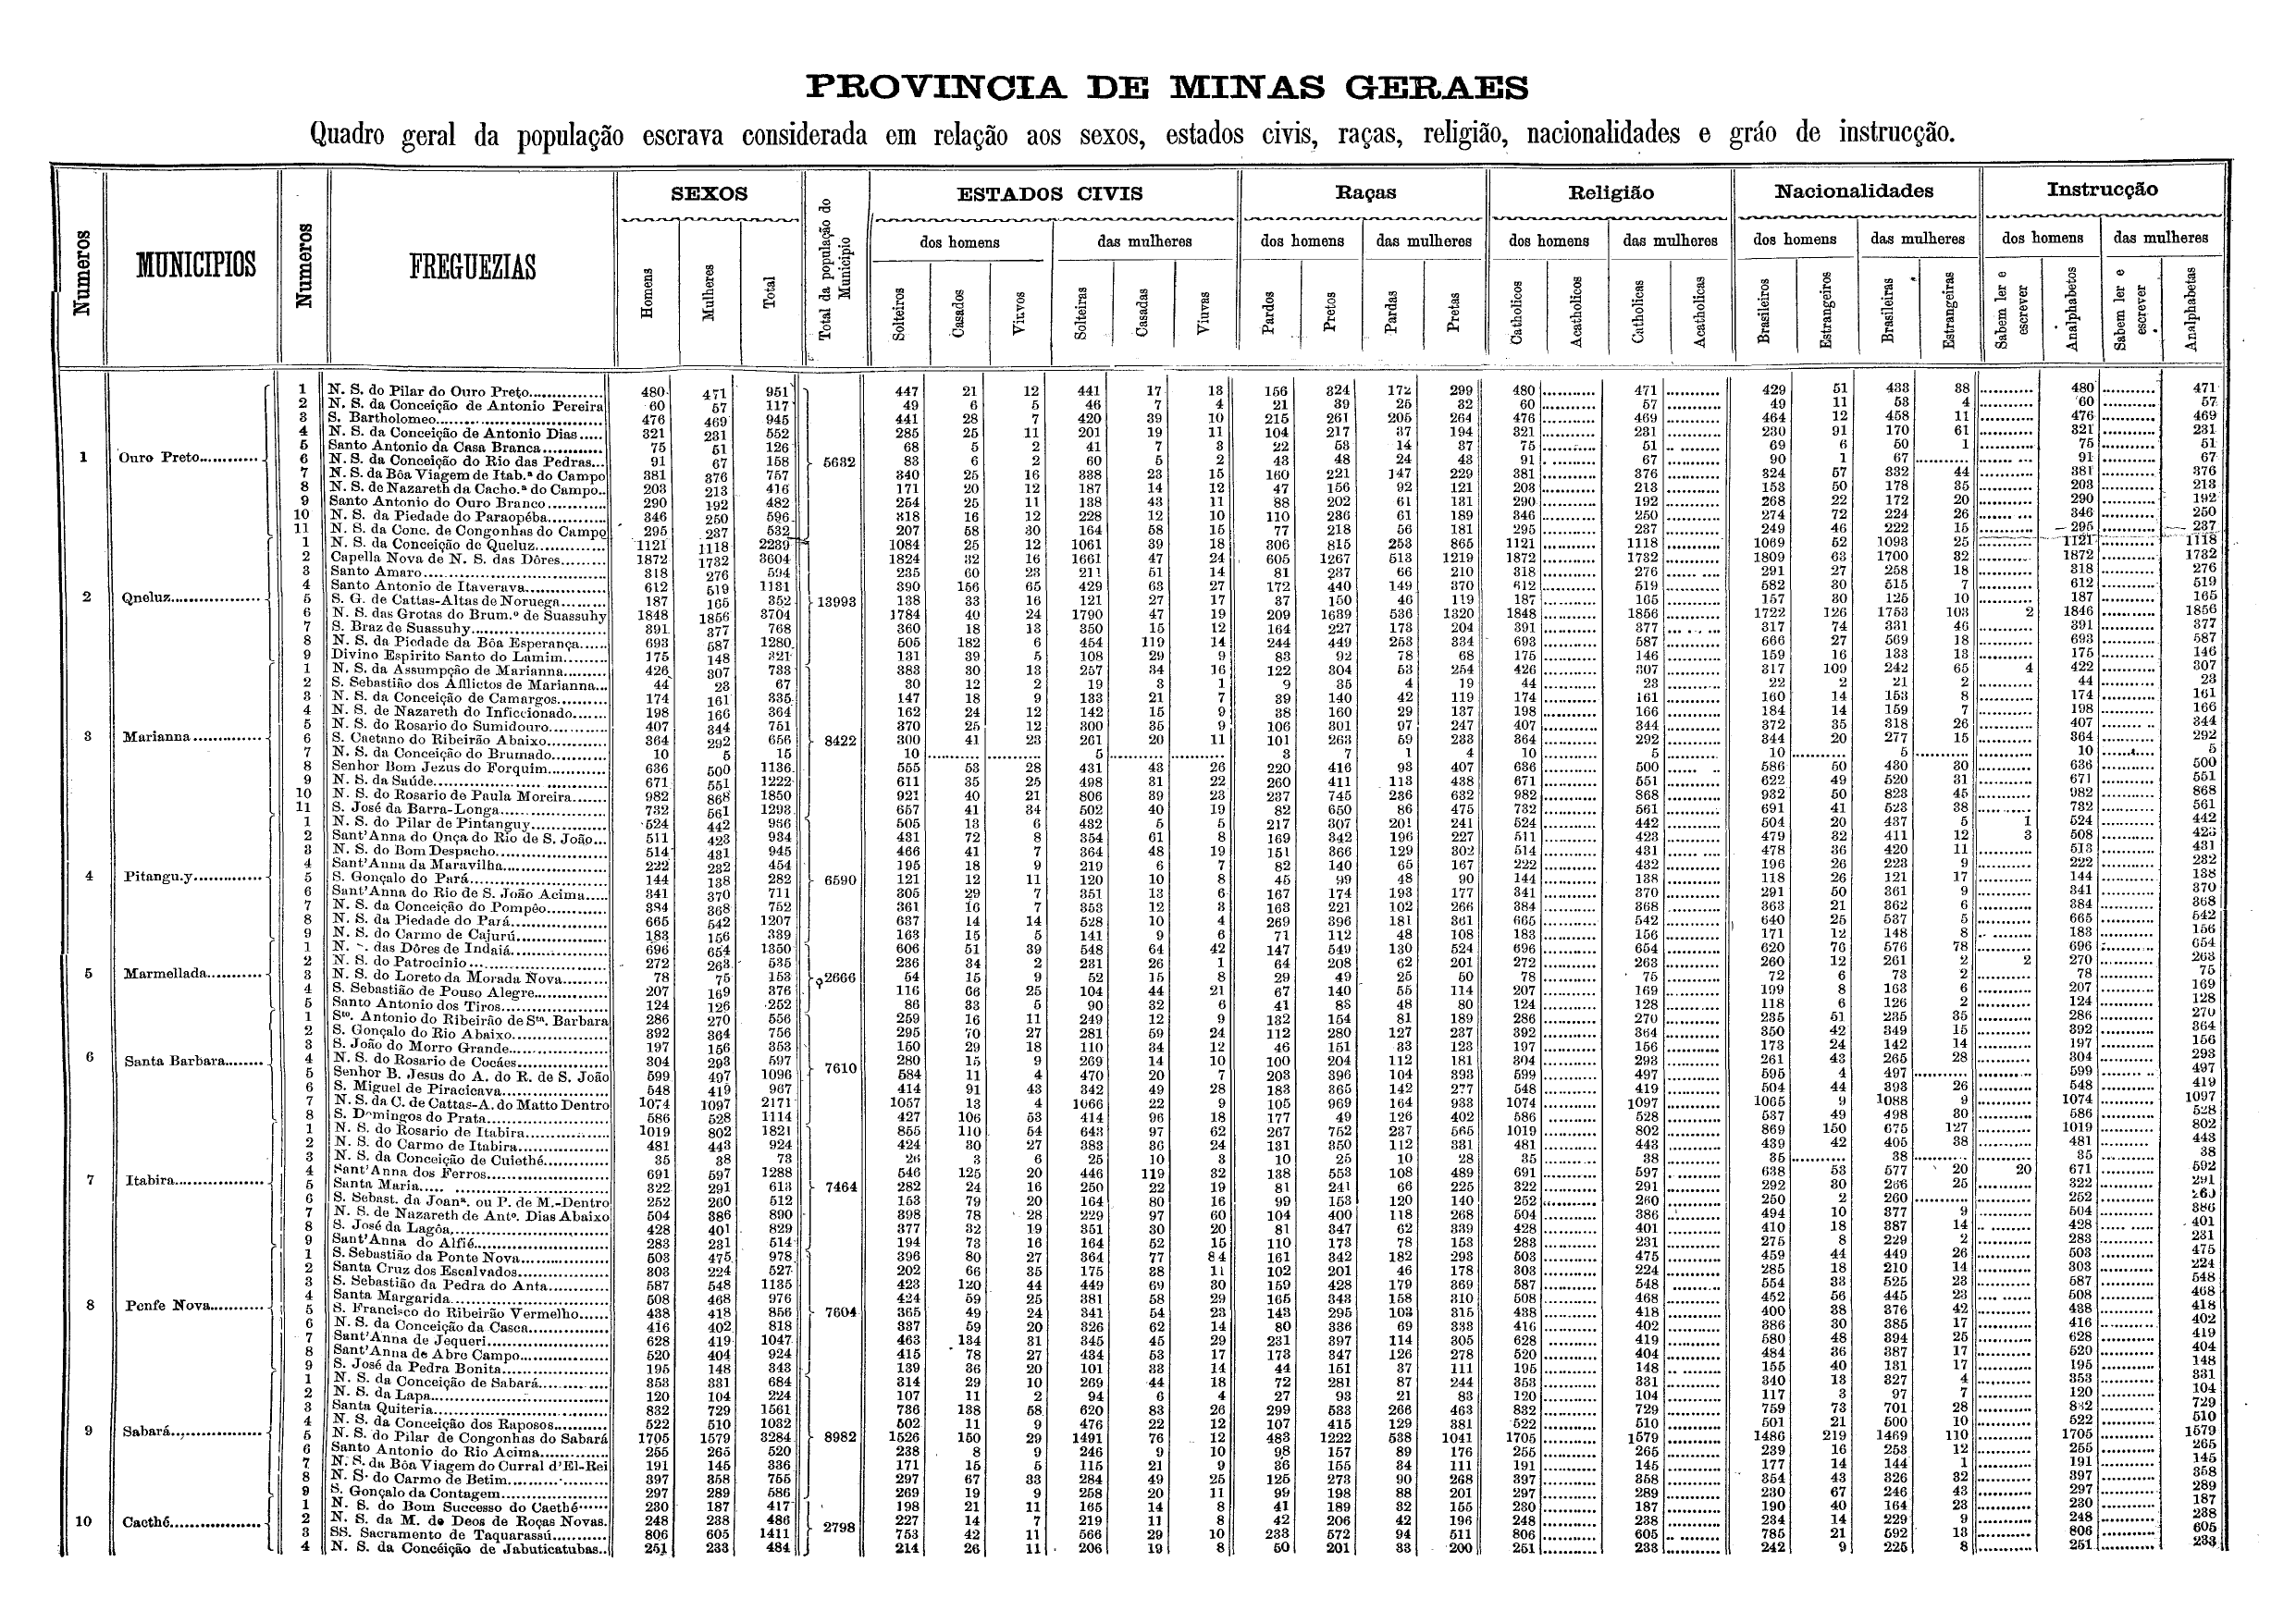 PROVINCIA DE MINAS GERAES
Quadro geral da população escrava considerada em relação aos sexos, estados civis, raças, religião, nacionalidades e gráo de instrucção.
Numeros MUNICIPIOS Numeros FREGUEZIAS SEXOS Total da população do Municipio ESTADOS CIVIS Raças Religião Nacionalidades Instrucção
dos homens das mulheres dos homens das mulheres dos homens das mulheres dos homens das mulheres dos homens das mulheres
Homens Mulheres Total Solteiros Casados Viuvos Solteiras Casadas Viuvas Pardos Pretos Pardas Pretas Catholicos Acatholicos Catholicas Acatholicas Brasileiros Estrangeiros Brasileiras Estrangeiras Sabem ler e escrever Analphabetos Sabem ler e escrever Analphabetas
1 N. S. do Pilar do Ouro Preto 480 471 951 447 21 12 441 17 13 156 324 172 299 480 471 429 51 433 38 480 471
2 N. S. da Conceição de Antonio Pereira 60 57 117 49 6 5 46 7 4 21 39 25 32 60 57 49 11 53 4 60 57
3 S. Bartholomeo 476 469 945 441 28 7 420 39 10 215 261 205 264 476 469 464 12 458 11 476 469
4 N. S. da Conceição de Antonio Dias 321 231 552 285 25 11 201 19 11 104 217 37 194 321 231 230 91 170 61 321 231
5 Santo Antonio da Casa Branca 75 51 126 68 5 2 41 7 3 22 53 14 37 75 51 69 6 50 1 75 51
1 Ouro Preto 6 N. S. da Conceição do Rio das Pedras 91 67 158 5632 83 6 2 60 5 2 43 48 24 43 91 67 90 1 67 91 67
7 N. S. da Bôa Viagem de Itab.ª do Campo 381 376 757 340 25 16 338 23 15 160 221 147 229 381 376 324 57 332 44 381 376
8 N. S. de Nazareth da Cacho.ª do Campo 203 213 416 171 20 12 187 14 12 47 156 92 121 203 213 153 50 178 35 203 213
9 Santo Antonio do Ouro Branco 290 192 482 254 25 11 138 43 11 88 202 61 131 290 192 268 22 172 20 290 192
10 N. S. da Piedade do Paraopéba 346 250 596 318 16 12 228 12 10 110 236 61 189 346 250 274 72 224 26 346 250
11 N. S. da Conc. de Congonhas do Campo 295 237 532 207 58 30 164 58 15 77 218 56 181 295 237 249 46 222 15 295 237
1 N. S. da Conceição de Queluz 1121 1118 2239 1084 25 12 1061 39 18 306 815 253 865 1121 1118 1069 52 1093 25 1121 1118
2 Capella Nova de N. S. das Dôres 1872 1732 3604 1824 32 16 1661 47 24 605 1267 513 1219 1872 1732 1809 63 1700 32 1872 1732
3 Santo Amaro 318 276 594 235 60 23 211 51 14 81 237 66 210 318 276 291 27 258 18 318 276
4 Santo Antonio de Itaverava 612 519 1131 390 156 65 429 63 27 172 440 149 370 612 519 582 30 515 7 612 519
2 Qneluz 5 S. G. de Cattas-Altas de Noruega 187 165 352 13993 138 33 16 121 27 17 37 150 46 119 187 165 157 30 125 10 187 165
6 N. S. das Grotas do Brum.º de Suassuhy 1848 1856 3704 1784 40 24 1790 47 19 209 1639 536 1320 1848 1856 1722 126 1753 103 2 1846 1856
7 S. Braz de Suassuhy 391 377 768 360 18 13 350 15 12 164 227 173 204 391 377 317 74 331 46 391 377
8 N. S. da Piedade da Bôa Esperança 693 587 1280 505 182 6 454 119 14 244 449 253 334 693 587 666 27 569 18 693 587
9 Divino Espirito Santo do Lamim 175 148 321 131 39 5 108 29 9 83 92 78 68 175 146 159 16 133 13 175 146
1 N. S. da Assumpção de Marianna 426 307 733 383 30 13 257 34 16 122 304 53 254 426 307 317 109 242 65 4 422 307
2 S. Sebastião dos Afflictos de Marianna 44 23 67 30 12 2 19 3 1 9 35 4 19 44 23 22 2 21 2 44 23
3 N. S. da Conceição de Camargos 174 161 335 147 18 9 133 21 7 39 140 42 119 174 161 160 14 153 8 174 161
4 N. S. de Nazareth do Inficcionado 198 166 364 162 24 12 142 15 9 38 160 29 137 198 166 184 14 159 7 198 166
5 N. S. do Rosario do Sumidouro 407 344 751 370 25 12 300 35 9 106 301 97 247 407 344 372 35 318 26 407 344
3 Marianna 6 S. Caetano do Ribeirão Abaixo 364 292 656 8422 300 41 23 261 20 11 101 263 59 233 364 292 344 20 277 15 364 292
7 N. S. da Conceição do Brumado 10 5 15 10 5 3 7 1 4 10 5 10 5 10 5
8 Senhor Bom Jezus do Forquim 636 500 1136 555 53 28 431 43 26 220 416 93 407 636 500 586 50 480 30 636 500
9 N. S. da Saúde 671 551 1222 611 35 25 498 31 22 260 411 113 438 671 551 622 49 520 31 671 551
10 N. S. do Rosario de Paula Moreira 982 868 1850 921 40 21 806 39 23 237 745 236 632 982 868 932 50 823 45 982 868
11 S. José da Barra-Longa 732 561 1293 657 41 34 502 40 19 82 650 86 475 732 561 691 41 523 38 732 561
1 N. S. do Pilar de Pintanguy 524 442 966 505 13 6 432 5 5 217 307 201 241 524 442 504 20 437 5 1 524 442
2 Sant'Anna do Onça do Rio de S. João 511 423 934 431 72 8 354 61 8 169 342 196 227 511 423 479 32 411 12 3 508 423
3 N. S. do Bom Despacho 514 431 945 466 41 7 364 48 19 151 366 129 302 514 431 478 36 420 11 513 431
4 Sant'Anna da Maravilha 222 232 454 195 18 9 219 6 7 82 140 65 167 222 432 196 26 223 9 222 232
4 Pitangu.y 5 S. Gonçalo do Pará 144 138 282 6590 121 12 11 120 10 8 45 99 48 90 144 138 118 26 121 17 144 138
6 Sant'Anna do Rio de S. João Acima 341 370 711 305 29 7 351 13 6 167 174 193 177 341 370 291 50 361 9 341 370
7 N. S. da Conceição do Pompêo 384 368 752 361 16 7 353 12 3 163 221 102 266 384 368 363 21 362 6 384 368
8 N. S. da Piedade do Pará 665 542 1207 637 14 14 528 10 4 269 396 181 361 665 542 640 25 537 5 665 542
9 N. S. do Carmo de Cajurú 183 156 339 163 15 5 141 9 6 71 112 48 108 183 156 171 12 148 8 183 156
1 N. S. das Dôres de Indaiá 696 654 1350 606 51 39 548 64 42 147 549 130 524 696 654 620 76 576 78 696 654
2 N. S. do Patrocinio 272 263 535 236 34 2 231 26 1 64 208 62 201 272 263 260 12 261 2 2 270 263
5 Marmellada 3 N. S. do Loreto da Morada Nova 78 75 153 2666 54 15 9 52 15 8 29 49 25 50 78 75 72 6 73 2 78 75
4 S. Sebastião de Pouso Alegre 207 169 376 116 66 25 104 44 21 67 140 55 114 207 169 199 8 163 6 207 169
5 Santo Antonio dos Tiros 124 126 252 86 33 5 90 32 6 41 83 48 80 124 128 118 6 126 2 124 128
1 Sto. Antonio do Ribeirão de Sta. Barbara 286 270 556 259 16 11 249 12 9 132 154 81 189 286 270 235 51 235 35 286 270
2 S. Gonçalo do Rio Abaixo 392 364 756 295 70 27 281 59 24 112 280 127 237 392 364 350 42 349 15 392 364
3 S. João do Morro Grande 197 156 353 150 29 18 110 34 12 46 151 33 123 197 156 173 24 142 14 197 156
6 Santa Barbara 4 N. S. do Rosario de Cocáes 304 293 597 7610 280 15 9 269 14 10 100 204 112 181 304 293 261 43 265 28 304 293
5 Senhor B. Jesus do A. do R. de S. João 599 497 1096 584 11 4 470 20 7 203 396 104 393 599 497 595 4 497 599 497
6 S. Miguel de Piracicava 548 419 967 414 91 43 342 49 28 183 365 142 277 548 419 504 44 393 26 548 419
7 N. S. da C. de Cattas-A. do Matto Dentro 1074 1097 2171 1057 13 4 1066 22 9 105 969 164 933 1074 1097 1065 9 1088 9 1074 1097
8 S. Domingos do Prata 586 528 1114 427 106 53 414 96 18 177 49 126 402 586 528 537 49 498 30 586 528
1 N. S. do Rosario de Itabira 1019 802 1821 855 110 54 643 97 62 267 752 237 565 1019 802 869 150 675 127 1019 802
2 N. S. do Carmo de Itabira 481 443 924 424 30 27 383 36 24 131 350 112 331 481 443 439 42 405 38 481 443
3 N. S. da Conceição de Cuiethé 35 38 73 26 3 6 25 10 3 10 25 10 28 35 38 35 38 35 38
4 Sant'Anna dos Ferros 691 597 1288 546 125 20 446 119 32 138 553 108 489 691 597 638 53 577 20 20 671 592
7 Itabira 5 Santa Maria 322 291 613 7464 282 24 16 250 22 19 81 241 66 225 322 291 292 30 266 25 322 291
6 S. Sebast. da Joanª. ou P. de M.-Dentro 252 260 512 153 79 20 164 80 16 99 153 120 140 252 260 250 2 260 252 260
7 N. S. de Nazareth de Antº. Dias Abaixo 504 386 890 398 78 28 229 97 60 104 400 118 268 504 386 494 10 377 9 504 386
8 S. José da Lagôa 428 401 829 377 32 19 351 30 20 81 347 62 339 428 401 410 18 387 14 428 401
9 Sant'Anna do Alfié 283 231 514 194 73 16 164 52 15 110 173 78 153 283 231 275 8 229 2 283 231
1 S. Sebastião da Ponte Nova 503 475 978 396 80 27 364 77 84 161 342 182 293 503 475 459 44 449 26 503 475
2 Santa Cruz dos Escalvados 303 224 527 202 66 35 175 38 11 102 201 46 178 303 224 285 18 210 14 303 224
3 S. Sebastião da Pedra do Anta 587 548 1135 423 120 44 449 69 30 159 428 179 369 587 548 554 33 525 23 587 548
4 Santa Margarida 508 468 976 424 59 25 381 58 29 165 343 158 310 508 468 452 56 445 23 508 468
8 Penfe Nova 5 S. Francisco do Ribeirão Vermelho 438 418 856 7604 365 49 24 341 54 23 143 295 103 315 438 418 400 38 376 42 438 418
6 N. S. da Conceição da Casca 416 402 818 337 59 20 326 62 14 80 336 69 333 416 402 386 30 385 17 416 402
7 Sant'Anna de Jequeri 628 419 1047 463 134 31 345 45 29 231 397 114 305 628 419 580 48 394 25 628 419
8 Sant'Anna de Abre Campo 520 404 924 415 78 27 434 53 17 173 347 126 278 520 404 484 36 387 17 520 404
9 S. José da Pedra Bonita 195 148 343 139 36 20 101 33 14 44 151 37 111 195 148 155 40 131 17 195 148
1 N. S. da Conceição de Sabará 353 331 684 314 29 10 269 44 18 72 281 87 244 353 331 340 13 327 4 353 331
2 N. S. da Lapa 120 104 224 107 11 2 94 6 4 27 93 21 83 120 104 117 3 97 7 120 104
3 Santa Quiteria 832 729 1561 736 138 58 620 83 26 299 533 266 463 832 729 759 73 701 28 832 729
4 N. S. da Conceição dos Raposos 522 510 1032 502 11 9 476 22 12 107 415 129 381 522 510 501 21 500 10 522 510
9 Sabará 5 N. S. do Pilar de Congonhas do Sabará 1705 1579 3284 8982 1526 150 29 1491 76 12 483 1222 538 1041 1705 1579 1486 219 1469 110 1705 1579
6 Santo Antonio do Rio Acima 255 265 520 238 8 9 246 9 10 98 157 89 176 255 265 239 16 253 12 255 265
7 N. S. da Bôa Viagem do Curral d'El-Rei 191 145 336 171 15 5 115 21 9 36 155 34 111 191 145 177 14 144 1 191 145
8 N. S. do Carmo de Betim 397 358 755 297 67 33 284 49 25 125 273 90 268 397 358 354 43 326 32 397 358
9 S. Gonçalo da Contagem 297 289 586 269 19 9 258 20 11 99 198 88 201 297 289 230 67 246 43 297 289
1 N. S. do Bom Successo do Caethé 230 187 417 198 21 11 165 14 8 41 189 32 155 230 187 190 40 164 23 230 187
10 Caethé 2 N. S. da M. de Deos de Roças Novas 248 238 486 2798 227 14 7 219 11 8 42 206 42 196 248 238 234 14 229 9 248 238
3 SS. Sacramento de Taquarassú 806 605 1411 753 42 11 566 29 10 233 572 94 511 806 605 785 21 592 13 806 605
4 N. S. da Concéição de Jabuticatubas 251 233 484 214 26 11 206 19 8 50 201 33 200 251 233 242 9 225 8 251 233